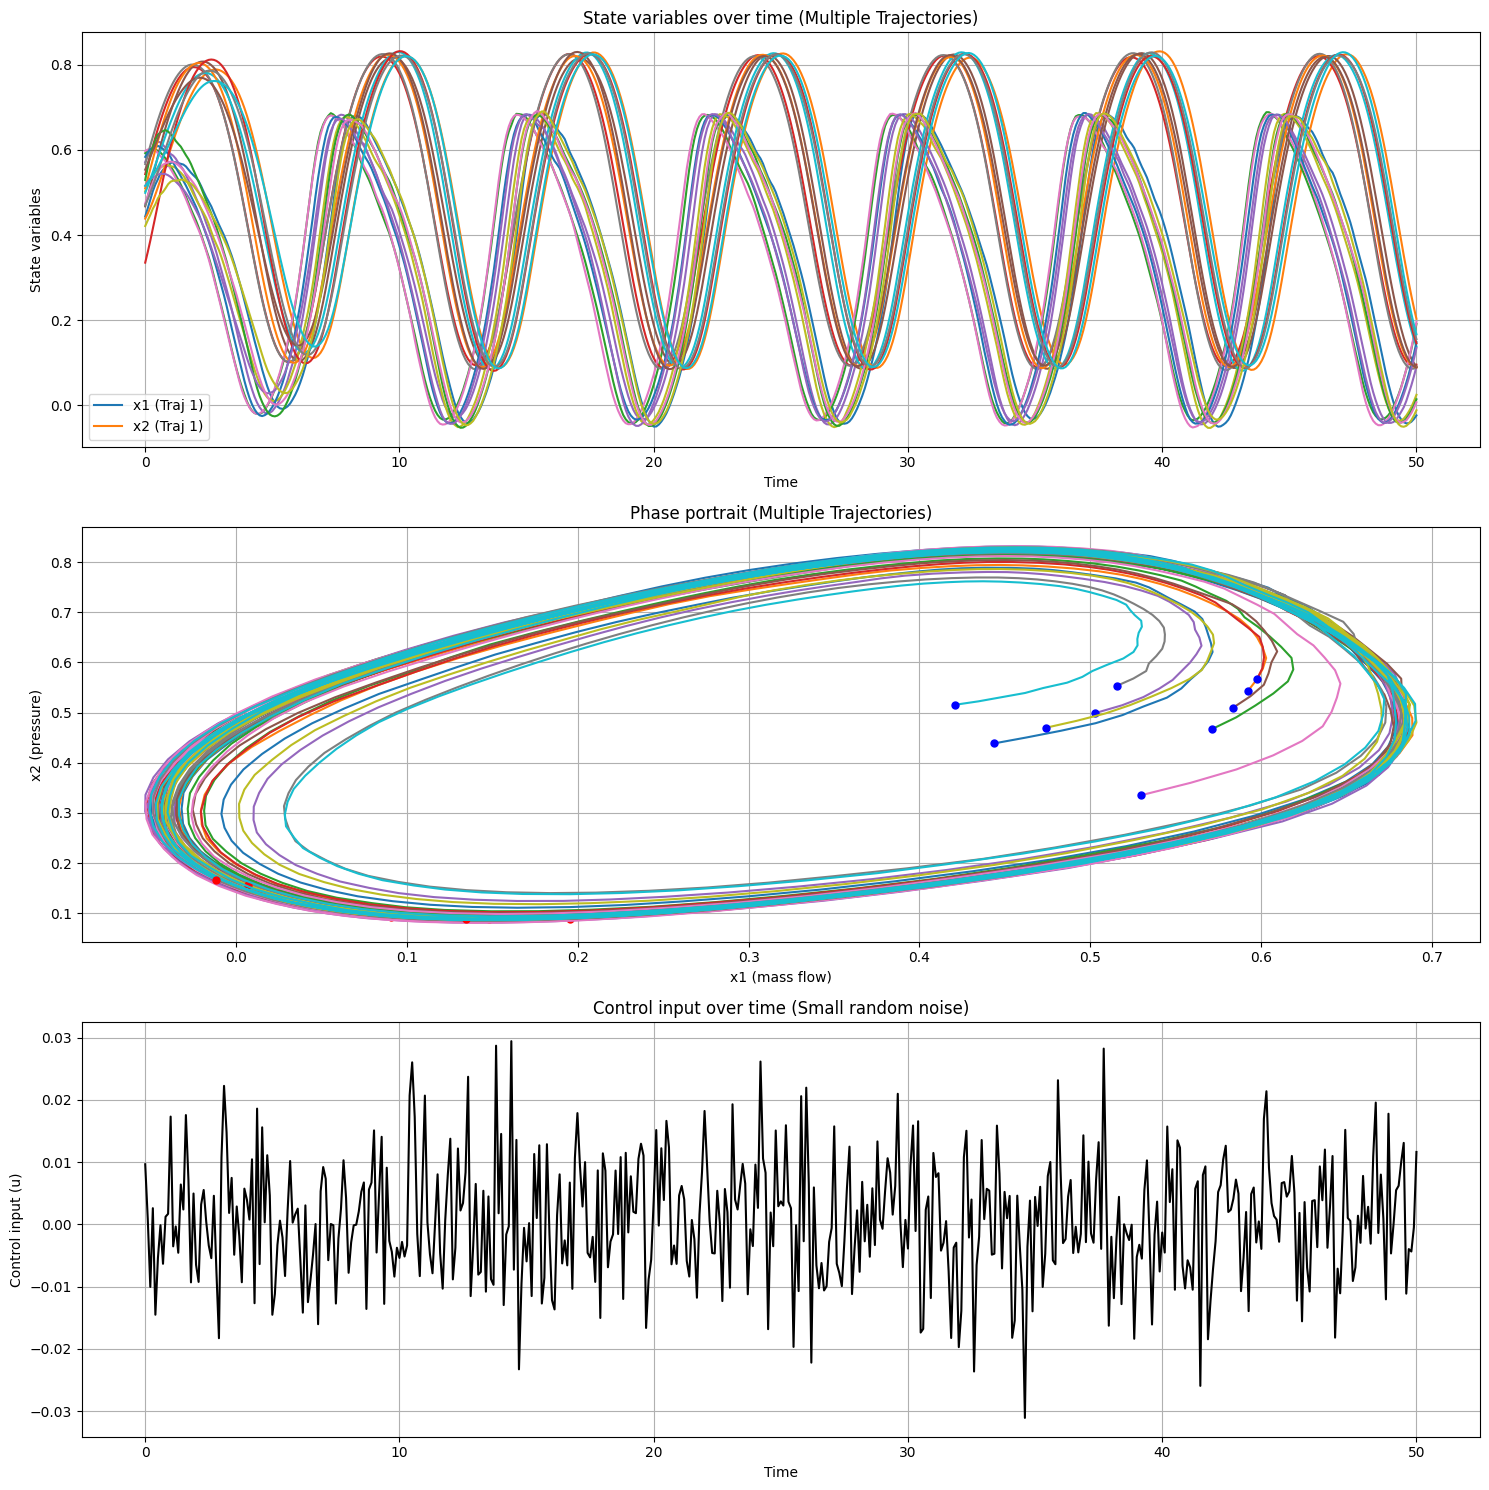 State variables over time (Multiple Trajectories)
0.8
0.6
0.4
0.2
0.0
State variables
x1 (Traj 1)
x2 (Traj 1)
0 10 20 30 40 50
Time
Phase portrait (Multiple Trajectories)
0.8
0.7
0.6
0.5
0.4
0.3
0.2
0.1
x2 (pressure)
0.0 0.1 0.2 0.3 0.4 0.5 0.6 0.7
x1 (mass flow)
Control input over time (Small random noise)
0.03
0.02
0.01
0.00
−0.01
−0.02
−0.03
Control input (u)
0 10 20 30 40 50
Time